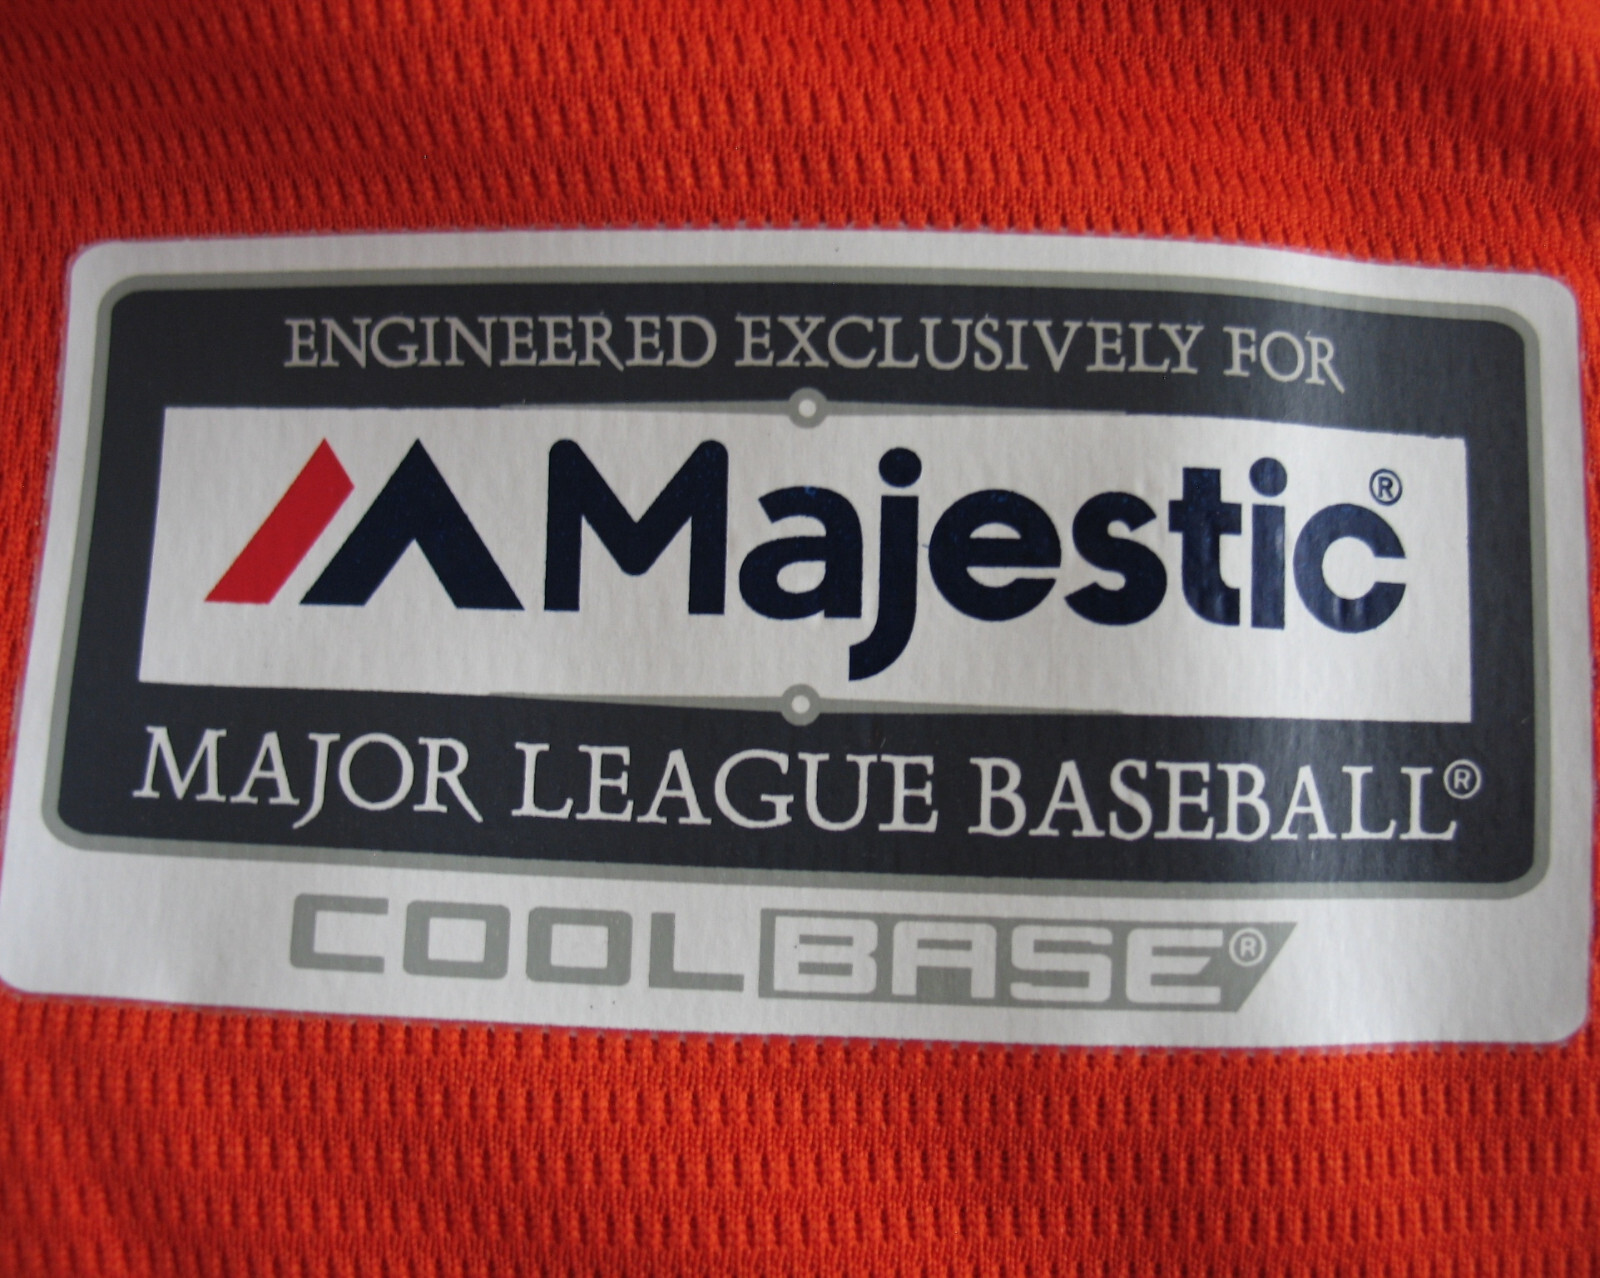 ENGINEERED EXCLUSIVELY FOR
Majestic®
MAJOR LEAGUE BASEBALL®
COOLBASE®